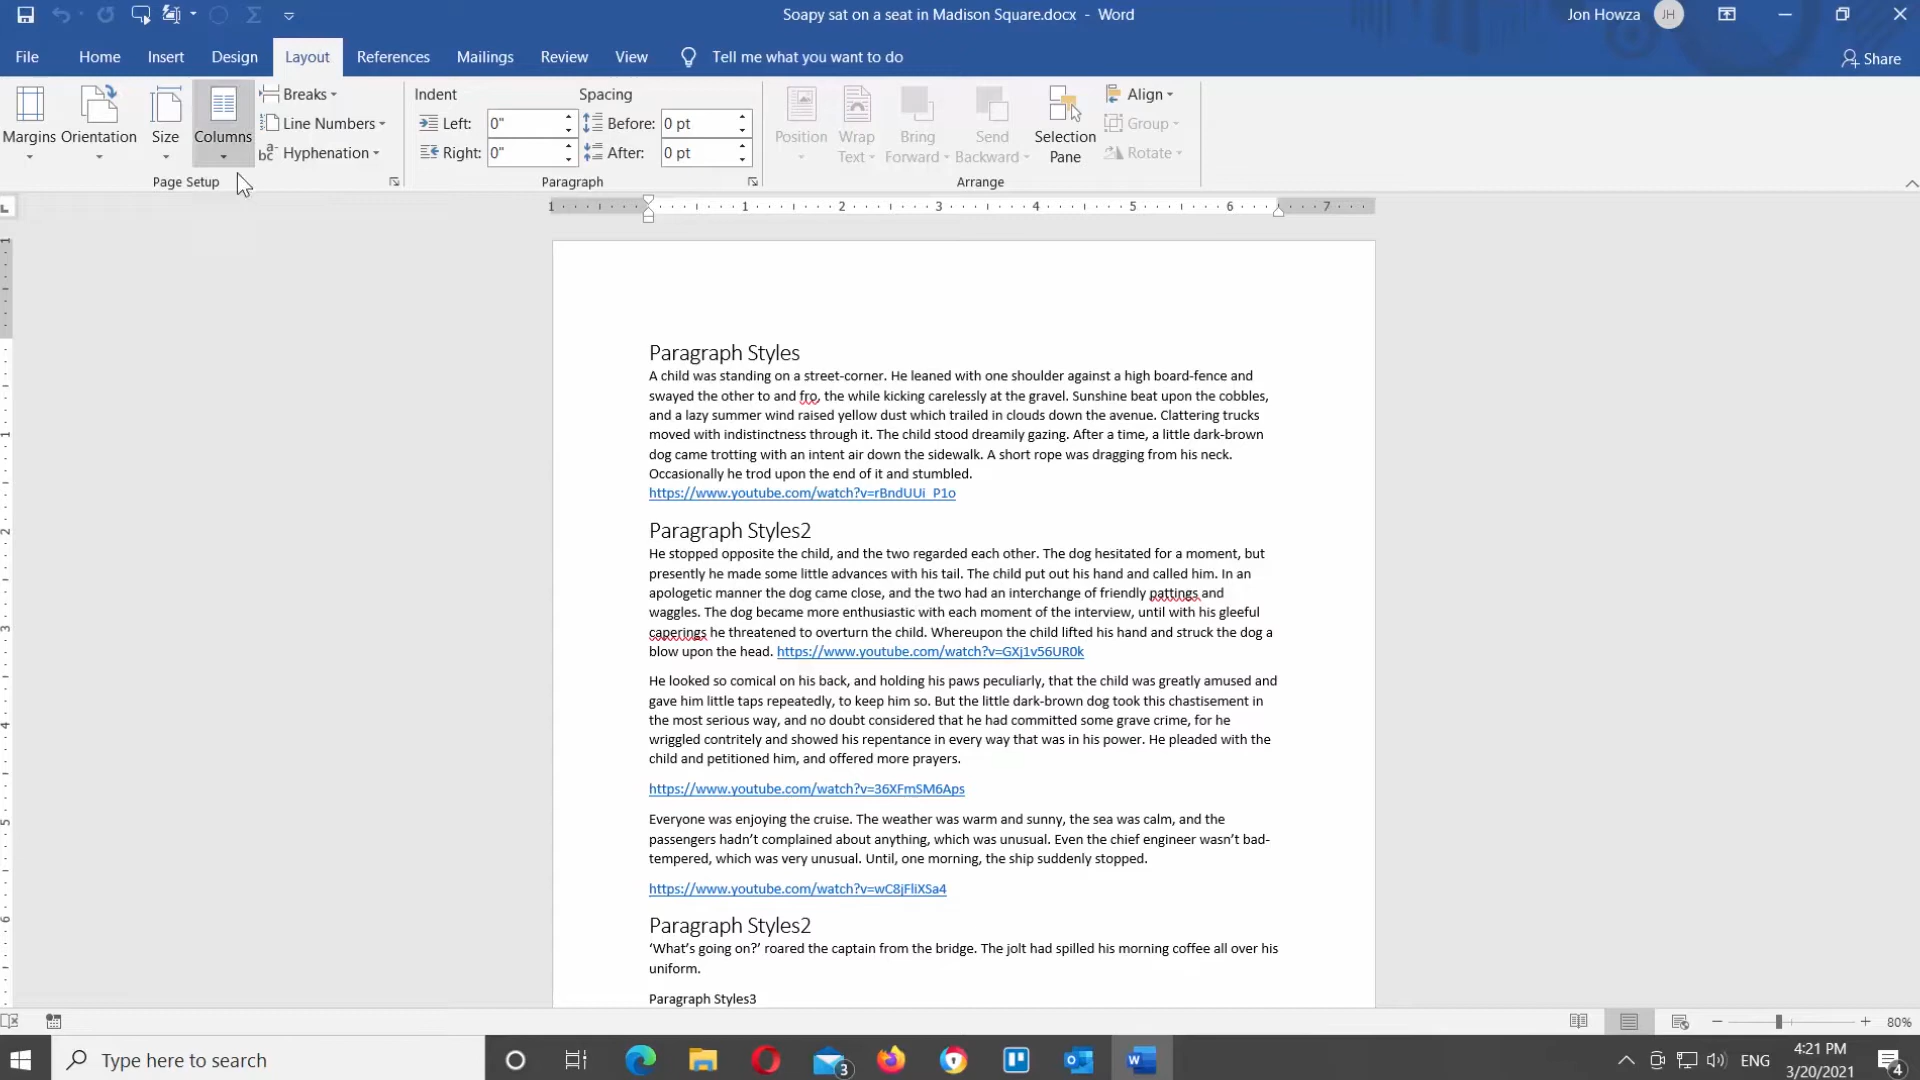 Soapy sat on a seat in Madison Square.docx - Word
Jon Howza
JH
File
Home
Insert
Design
Layout
References
Mailings
Review
View
Tell me what you want to do
Share
Margins
Orientation
Size
Columns
Breaks
Line Numbers
Hyphenation
Page Setup
Indent
Left: 0"
Right: 0"
Spacing
Before: 0 pt
After: 0 pt
Paragraph
Position
Wrap
Text
Bring
Forward
Send
Backward
Selection
Pane
Align
Group
Rotate
Arrange
1 1 2 3 4 5 6 7
1
1
2
3
4
5
6
Paragraph Styles
A child was standing on a street-corner. He leaned with one shoulder against a high board-fence and
swayed the other to and fro, the while kicking carelessly at the gravel. Sunshine beat upon the cobbles,
and a lazy summer wind raised yellow dust which trailed in clouds down the avenue. Clattering trucks
moved with indistinctness through it. The child stood dreamily gazing. After a time, a little dark-brown
dog came trotting with an intent air down the sidewalk. A short rope was dragging from his neck.
Occasionally he trod upon the end of it and stumbled.
https://www.youtube.com/watch?v=rBndUUi_P1o
Paragraph Styles2
He stopped opposite the child, and the two regarded each other. The dog hesitated for a moment, but
presently he made some little advances with his tail. The child put out his hand and called him. In an
apologetic manner the dog came close, and the two had an interchange of friendly pattings and
waggles. The dog became more enthusiastic with each moment of the interview, until with his gleeful
caperings he threatened to overturn the child. Whereupon the child lifted his hand and struck the dog a
blow upon the head. https://www.youtube.com/watch?v=GXj1v56UR0k
He looked so comical on his back, and holding his paws peculiarly, that the child was greatly amused and
gave him little taps repeatedly, to keep him so. But the little dark-brown dog took this chastisement in
the most serious way, and no doubt considered that he had committed some grave crime, for he
wriggled contritely and showed his repentance in every way that was in his power. He pleaded with the
child and petitioned him, and offered more prayers.
https://www.youtube.com/watch?v=36XFmSM6Aps
Everyone was enjoying the cruise. The weather was warm and sunny, the sea was calm, and the
passengers hadn’t complained about anything, which was unusual. Even the chief engineer wasn’t bad-
tempered, which was very unusual. Until, one morning, the ship suddenly stopped.
https://www.youtube.com/watch?v=wC8jFliXSa4
Paragraph Styles2
‘What’s going on?’ roared the captain from the bridge. The jolt had spilled his morning coffee all over his
uniform.
Paragraph Styles3
80%
Type here to search
3
ENG
4:21 PM
3/20/2021
4